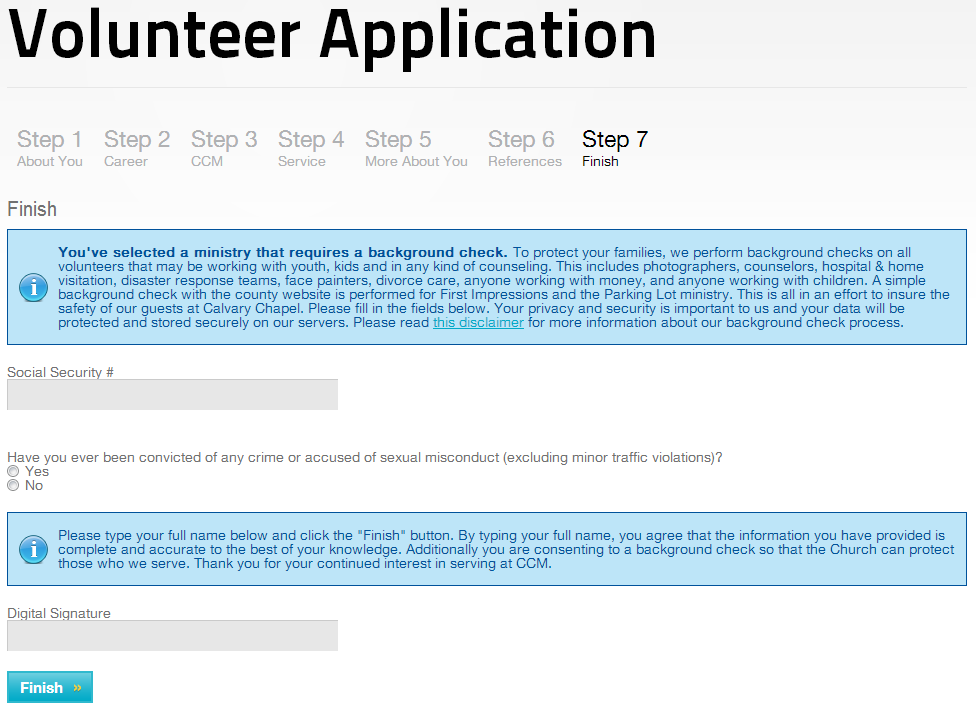 Volunteer Application
Step 1 Step 2 Step 3 Step 4 Step 5 Step 6 Step 7
About You Career CCM Service More About You References Finish
Finish
You've selected a ministry that requires a background check. To protect your families, we perform background checks on all
volunteers that may be working with youth, kids and in any kind of counseling. This includes photographers, counselors, hospital & home
visitation, disaster response teams, face painters, divorce care, anyone working with money, and anyone working with children. A simple
background check with the county website is performed for First Impressions and the Parking Lot ministry. This is all in an effort to insure the
safety of our guests at Calvary Chapel. Please fill in the fields below. Your privacy and security is important to us and your data will be
protected and stored securely on our servers. Please read this disclaimer for more information about our background check process.
Social Security #
Have you ever been convicted of any crime or accused of sexual misconduct (excluding minor traffic violations)?
Yes
No
Please type your full name below and click the "Finish" button. By typing your full name, you agree that the information you have provided is
complete and accurate to the best of your knowledge. Additionally you are consenting to a background check so that the Church can protect
those who we serve. Thank you for your continued interest in serving at CCM.
Digital Signature
Finish »